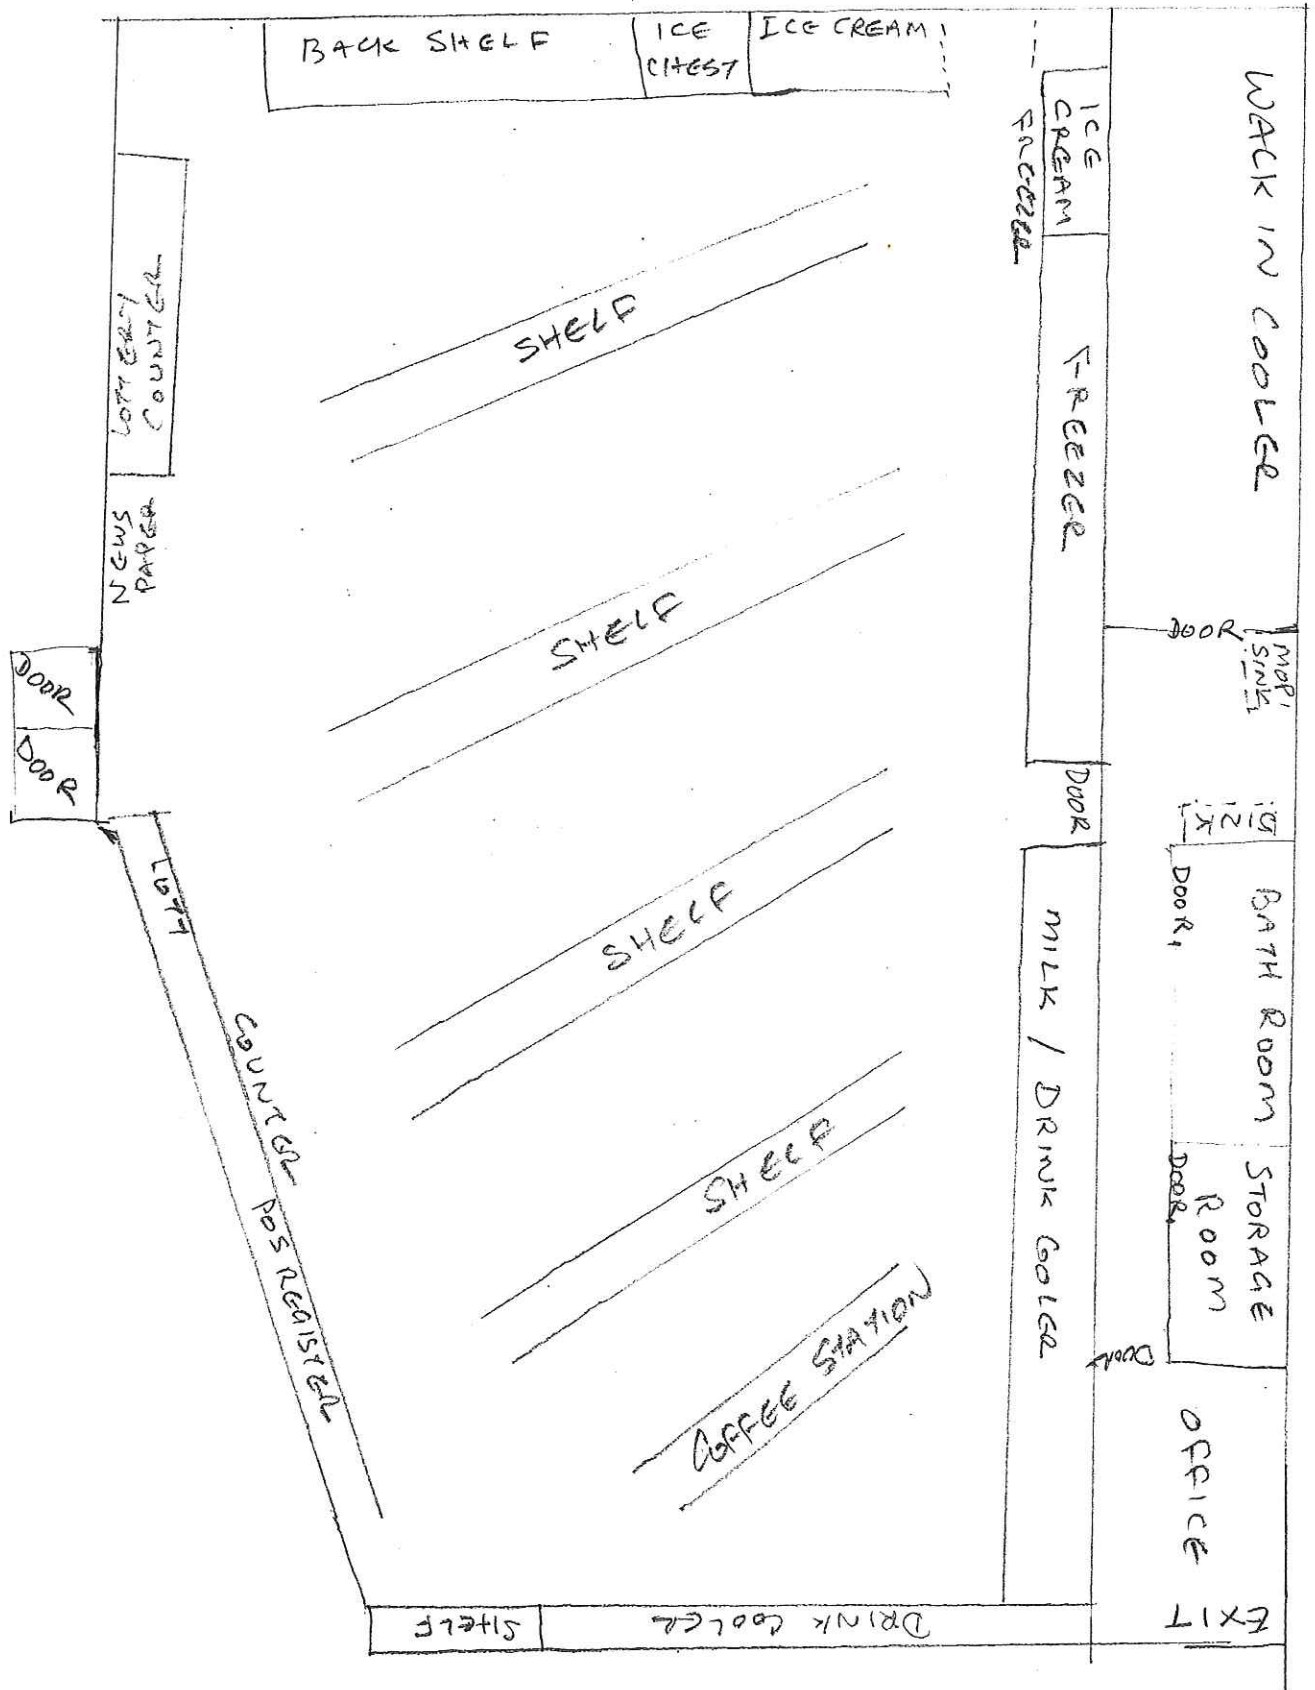 BACK SHELF
ICE
CHEST
ICE CREAM
ICE
CREAM
FREEZER
WACK IN COOLER
LOTTERY
COUNTER
SHELF
FREEZER
NEWS
PAPER
SHELF
DOOR
MOP
SINK
DOOR
DOOR
DOOR
SINK
DOOR
BATH ROOM
SHELF
MILK / DRINK COOLER
COUNTER
SHELF
DOOR
STORAGE
ROOM
POS REGISTER
COFFEE STATION
DOOR
OFFICE
SHELF
DRINK COOLER
EXIT